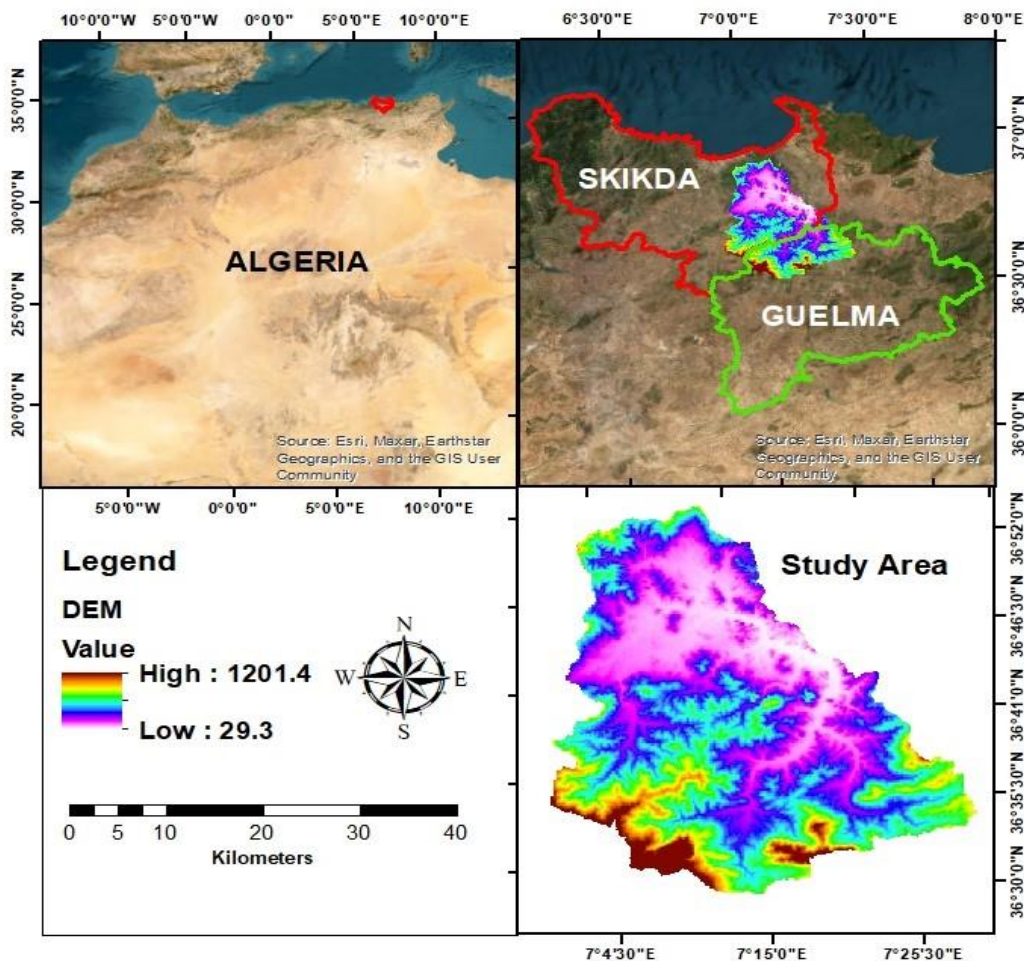 10°0'0"W 5°0'0"W 0°0'0" 5°0'0"E 10°0'0"E
6°3'0"E 7°0'0"E 7°3'0"E 8°0'0"E
35°0'0"N
30°0'0"N
25°0'0"N
20°0'0"N
ALGERIA
Source: Esri, Maxar, Earthstar
Geographics, and the GIS User
Community
SKIKDA
GUELMA
Source: Esri, Maxar, Earthstar
Geographics, and the GIS User
Community
37°0'0"N
36°30'0"N
36°0'0"N
5°0'0"W 0°0'0" 5°0'0"E 10°0'0"E
Legend
DEM
Value
High : 1201.4
Low : 29.3
N
W E
S
0 5 10 20 30 40
Kilometers
Study Area
36°52'0"N
36°46'30"N
36°41'0"N
36°35'30"N
36°30'0"N
7°4'30"E 7°15'0"E 7°25'30"E